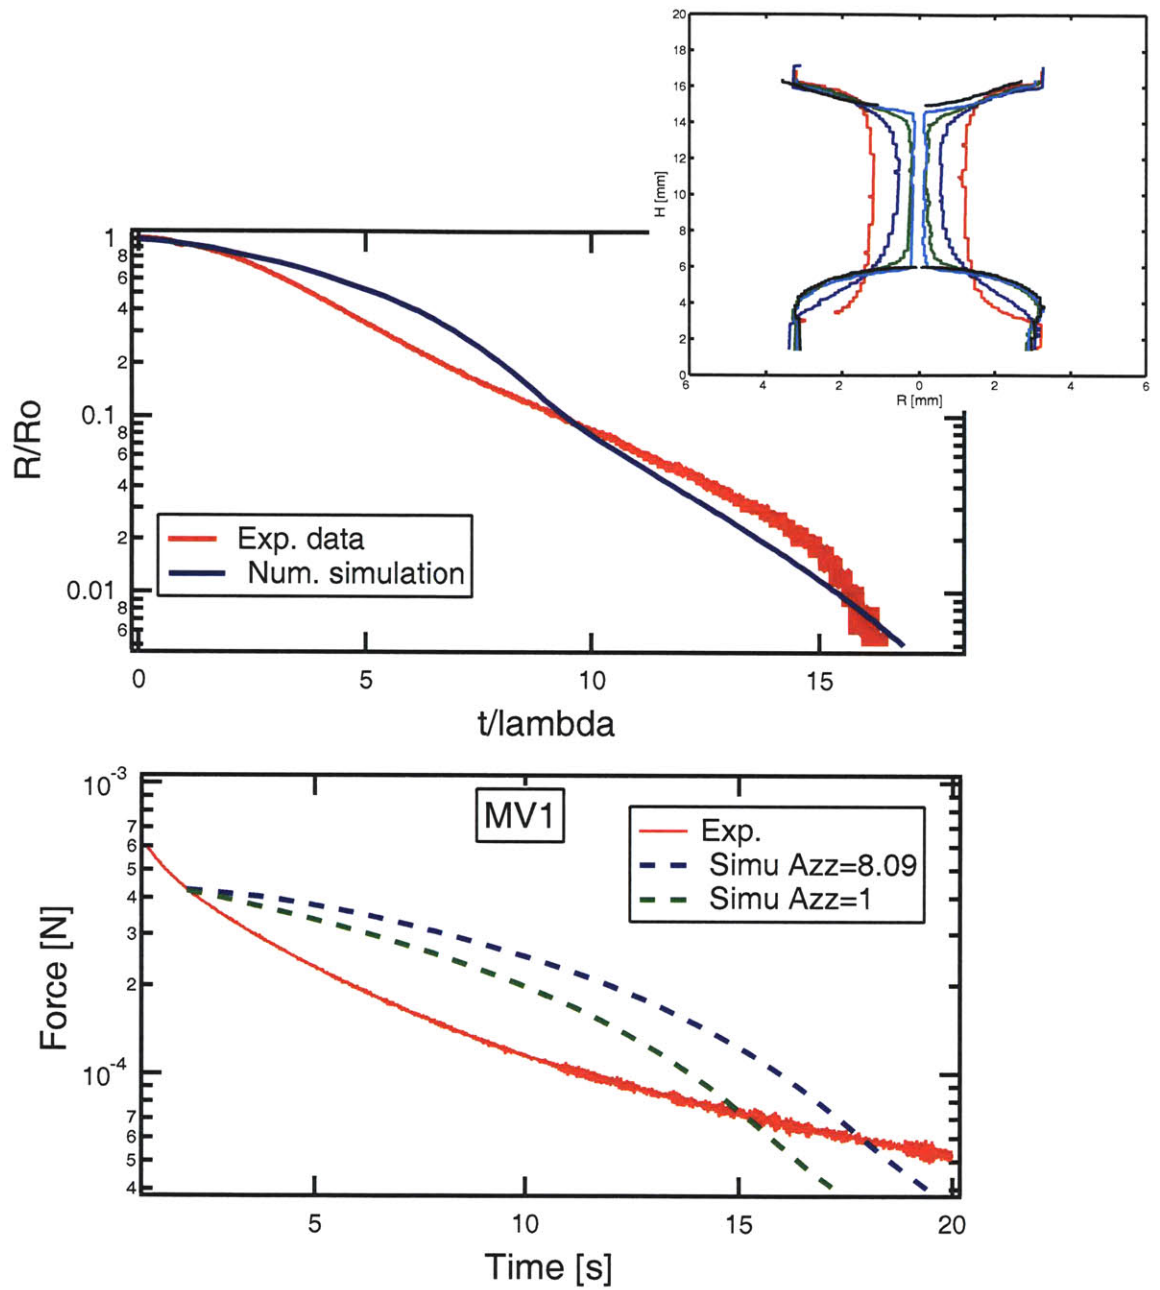 20
18
16
14
12
10
8
6
4
2
0
H [mm]
6 4 2 0 2 4 6
R [mm]
1
8
6
4
2
0.1
8
6
4
2
0.01
8
6
R/Ro
Exp. data
Num. simulation
0 5 10 15
t/lambda
10-3
7
6
5
4
3
2
10-4
7
6
5
4
Force [N]
MV1
Exp.
Simu Azz=8.09
Simu Azz=1
5 10 15 20
Time [s]